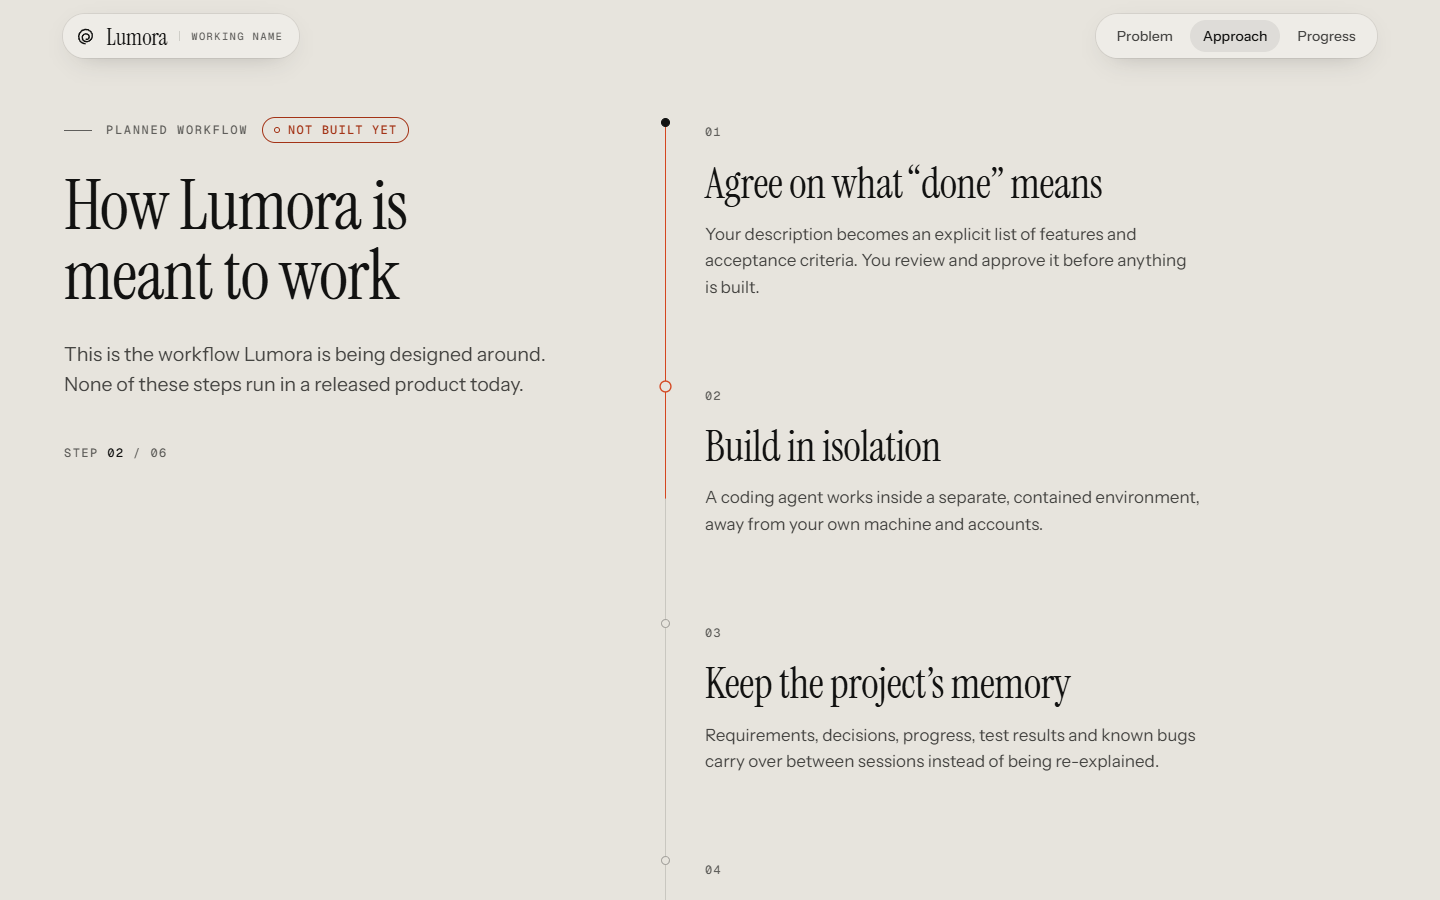 Lumora
WORKING NAME
Problem
Approach
Progress
PLANNED WORKFLOW
NOT BUILT YET
How Lumora is
meant to work
This is the workflow Lumora is being designed around.
None of these steps run in a released product today.
STEP 02 / 06
01
Agree on what “done” means
Your description becomes an explicit list of features and
acceptance criteria. You review and approve it before anything
is built.
02
Build in isolation
A coding agent works inside a separate, contained environment,
away from your own machine and accounts.
03
Keep the project’s memory
Requirements, decisions, progress, test results and known bugs
carry over between sessions instead of being re-explained.
04